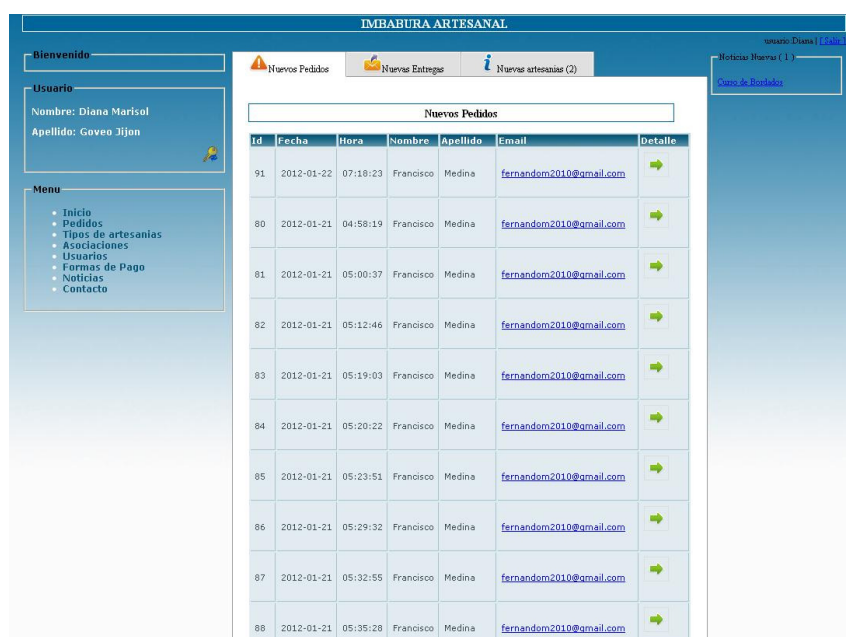 IMBABURA ARTESANAL
usuario:Diana | [ Salir ]
Bienvenido
Usuario
Nombre: Diana Marisol
Apellido: Goveo Jijon
Menu
Inicio
Pedidos
Tipos de artesanias
Asociaciones
Usuarios
Formas de Pago
Noticias
Contacto
Nuevos Pedidos Nuevas Entregas Nuevas artesanias (2)
Nuevos Pedidos
Id Fecha Hora Nombre Apellido Email Detalle
91 2012-01-22 07:18:23 Francisco Medina fernandom2010@gmail.com
80 2012-01-21 04:58:19 Francisco Medina fernandom2010@gmail.com
81 2012-01-21 05:00:37 Francisco Medina fernandom2010@gmail.com
82 2012-01-21 05:12:46 Francisco Medina fernandom2010@gmail.com
83 2012-01-21 05:19:03 Francisco Medina fernandom2010@gmail.com
84 2012-01-21 05:20:22 Francisco Medina fernandom2010@gmail.com
85 2012-01-21 05:23:51 Francisco Medina fernandom2010@gmail.com
86 2012-01-21 05:29:32 Francisco Medina fernandom2010@gmail.com
87 2012-01-21 05:32:55 Francisco Medina fernandom2010@gmail.com
88 2012-01-21 05:35:28 Francisco Medina fernandom2010@gmail.com
Noticias Nuevas ( 1 )
Curso de Bordados